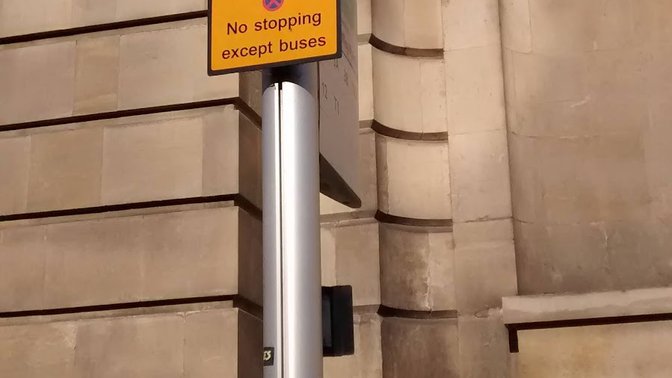 No stopping
except buses